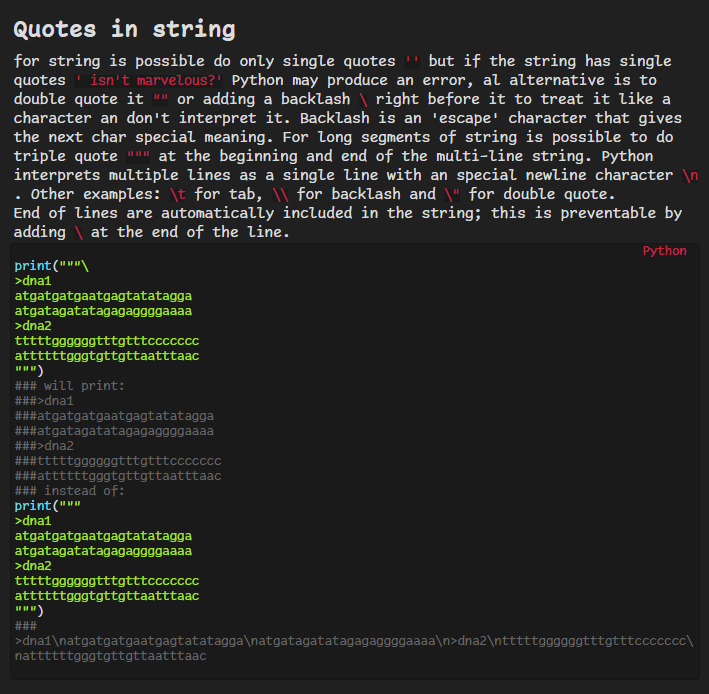 Quotes in string
for string is possible do only single quotes '' but if the string has single
quotes ' isn't marvelous?' Python may produce an error, al alternative is to
double quote it "" or adding a backlash \ right before it to treat it like a
character an don't interpret it. Backlash is an 'escape' character that gives
the next char special meaning. For long segments of string is possible to do
triple quote """ at the beginning and end of the multi-line string. Python
interprets multiple lines as a single line with an special newline character \n
. Other examples: \t for tab, \\ for backlash and \" for double quote.
End of lines are automatically included in the string; this is preventable by
adding \ at the end of the line.
Python
print("""\
>dna1
atgatgatgaatgagtatatagga
atgatagatatagagaggggaaaa
>dna2
tttttggggggtttgtttccccccc
attttttgggtgttgttaatttaac
""")
### will print:
###>dna1
###atgatgatgaatgagtatatagga
###atgatagatatagagaggggaaaa
###>dna2
###tttttggggggtttgtttccccccc
###attttttgggtgttgttaatttaac
### instead of:
print("""
>dna1
atgatgatgaatgagtatatagga
atgatagatatagagaggggaaaa
>dna2
tttttggggggtttgtttccccccc
attttttgggtgttgttaatttaac
""")
###
>dna1\natgatgatgaatgagtatatagga\natgatagatatagagaggggaaaa\n>dna2\ntttttggggggtttgtttccccccc\
nattttttgggtgttgttaatttaac